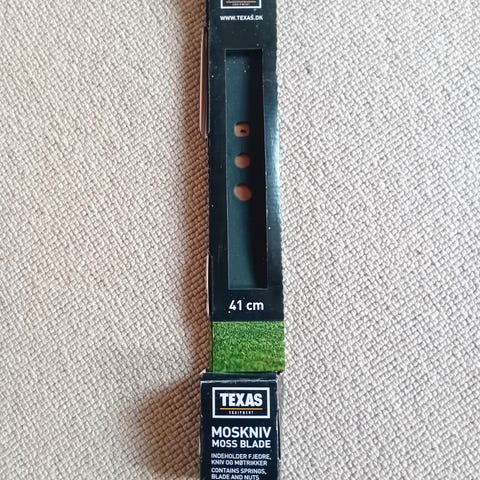 EQUIPMENT
WWW.TEXAS.DK
41 cm
TEXAS
EQUIPMENT
MOSKNIV
MOSS BLADE
INDEHOLDER FJEDRE,
KNIV OG MØTRIKKER
CONTAINS SPRINGS,
BLADE AND NUTS